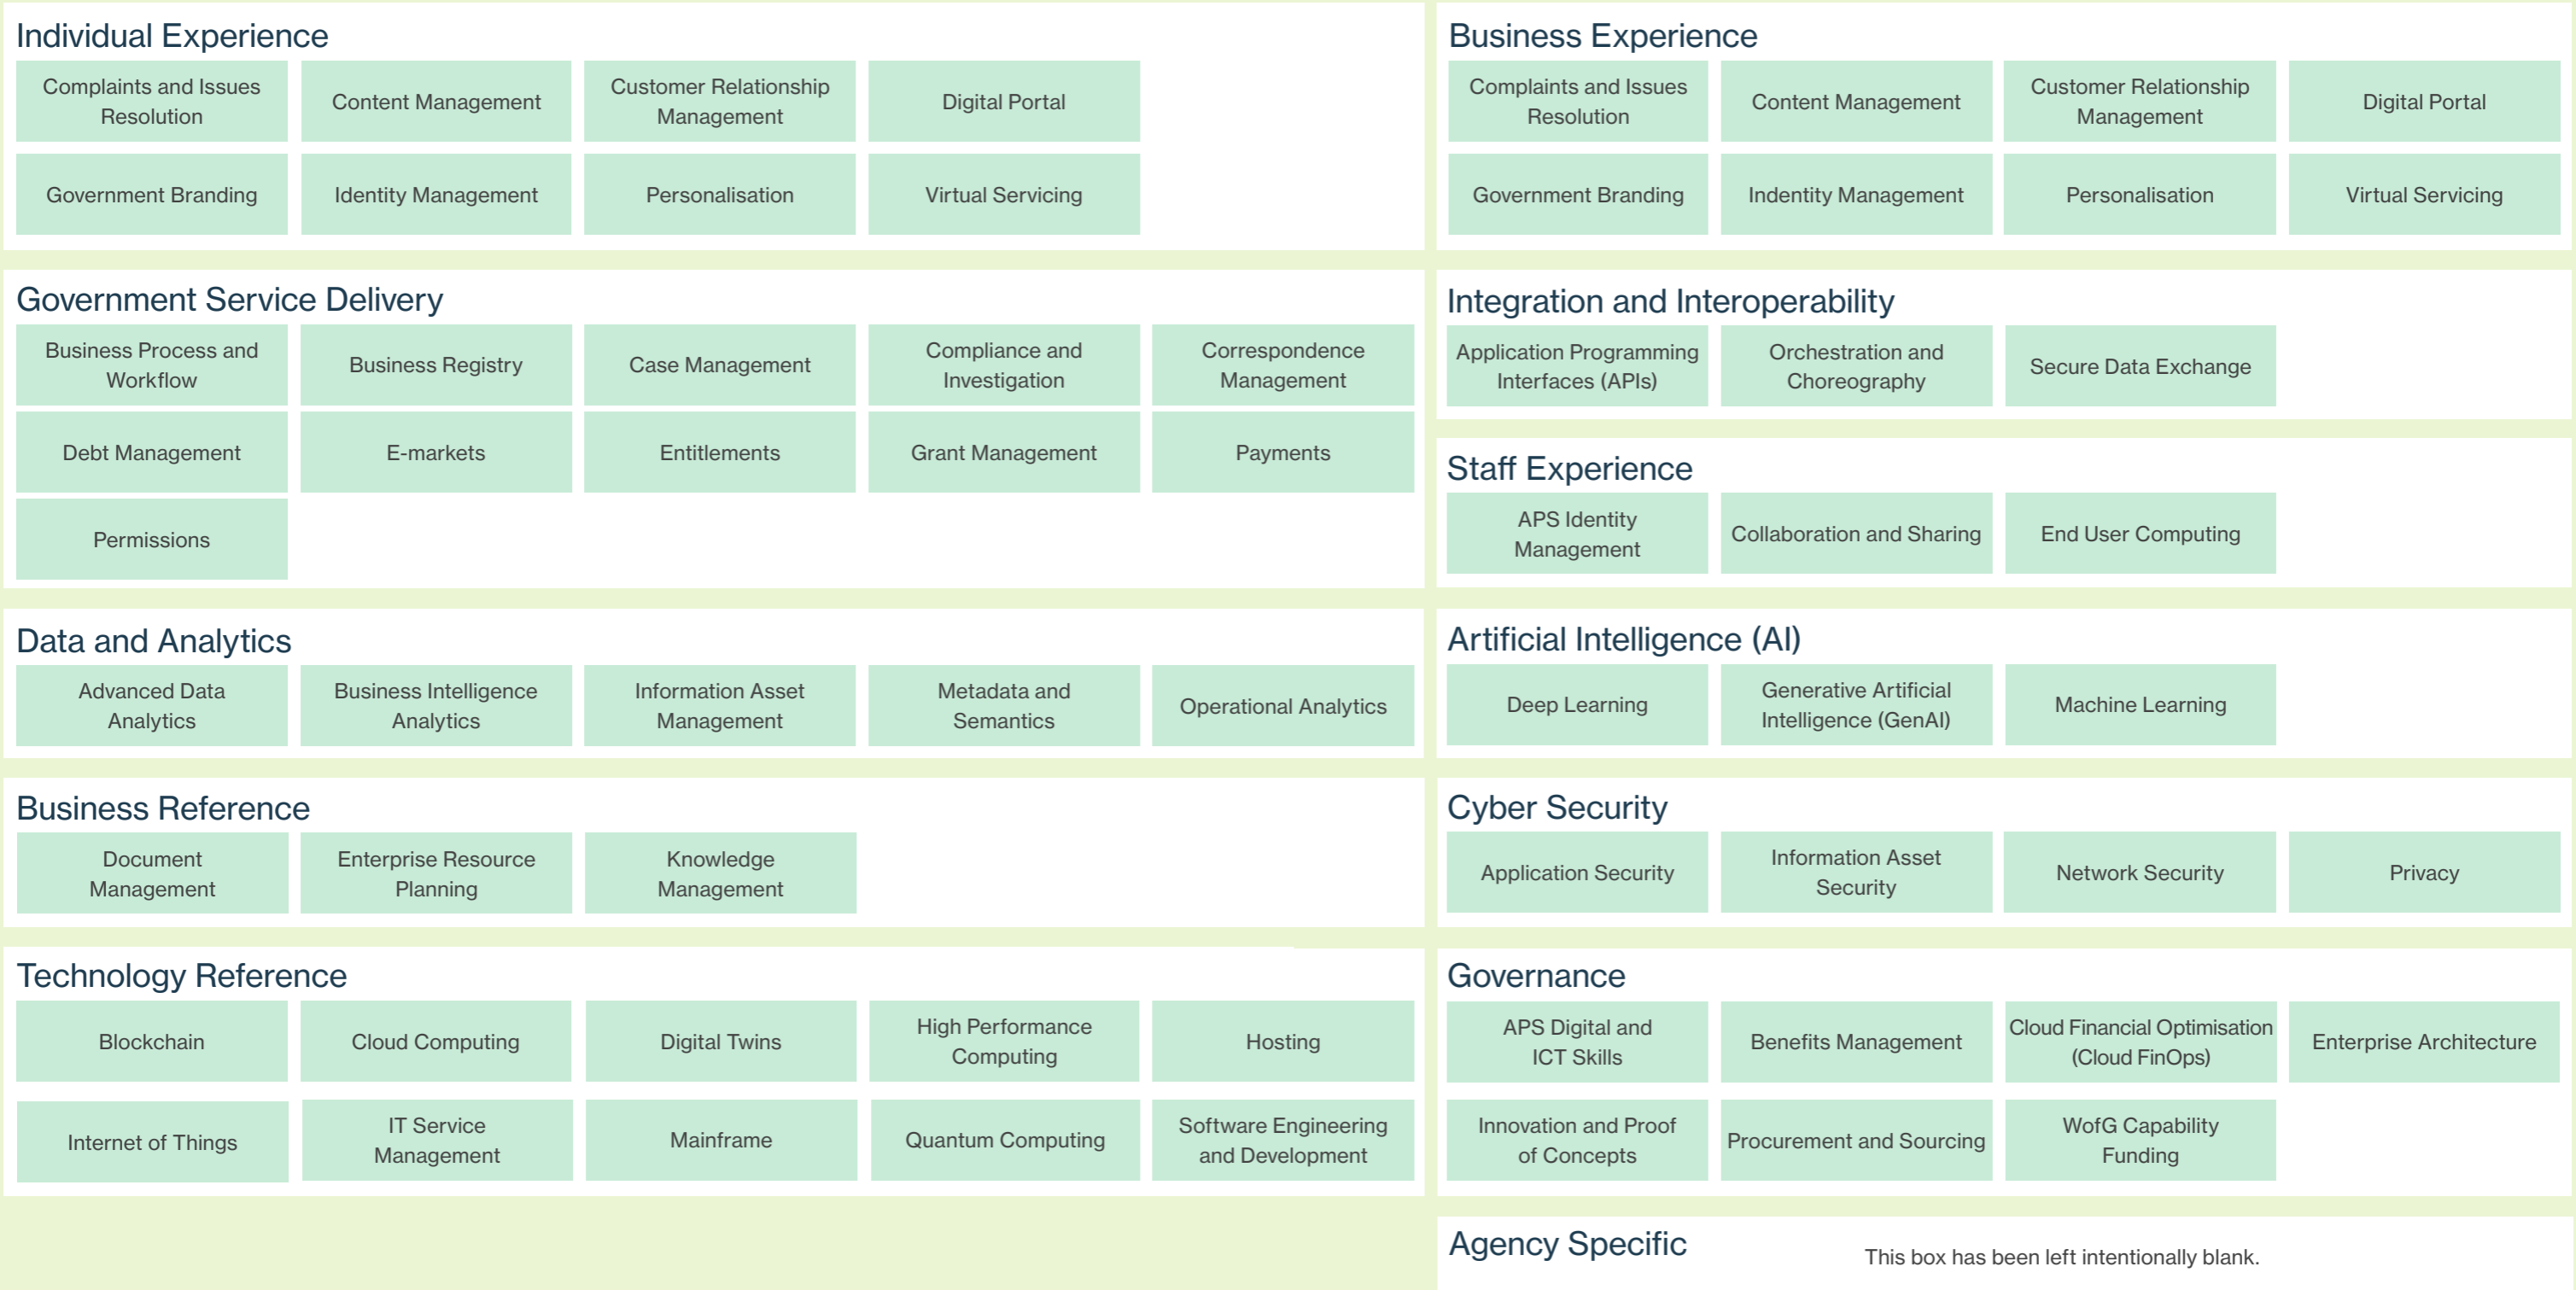 Individual Experience
Complaints and Issues
Resolution
Content Management
Customer Relationship
Management
Digital Portal
Government Branding
Identity Management
Personalisation
Virtual Servicing
Business Experience
Complaints and Issues
Resolution
Content Management
Customer Relationship
Management
Digital Portal
Government Branding
Indentity Management
Personalisation
Virtual Servicing
Government Service Delivery
Business Process and
Workflow
Business Registry
Case Management
Compliance and
Investigation
Correspondence
Management
Debt Management
E-markets
Entitlements
Grant Management
Payments
Permissions
Integration and Interoperability
Application Programming
Interfaces (APIs)
Orchestration and
Choreography
Secure Data Exchange
Staff Experience
APS Identity
Management
Collaboration and Sharing
End User Computing
Data and Analytics
Advanced Data
Analytics
Business Intelligence
Analytics
Information Asset
Management
Metadata and
Semantics
Operational Analytics
Artificial Intelligence (AI)
Deep Learning
Generative Artificial
Intelligence (GenAI)
Machine Learning
Business Reference
Document
Management
Enterprise Resource
Planning
Knowledge
Management
Cyber Security
Application Security
Information Asset
Security
Network Security
Privacy
Technology Reference
Blockchain
Cloud Computing
Digital Twins
High Performance
Computing
Hosting
Internet of Things
IT Service
Management
Mainframe
Quantum Computing
Software Engineering
and Development
Governance
APS Digital and
ICT Skills
Benefits Management
Cloud Financial Optimisation
(Cloud FinOps)
Enterprise Architecture
Innovation and Proof
of Concepts
Procurement and Sourcing
WofG Capability
Funding
Agency Specific
This box has been left intentionally blank.